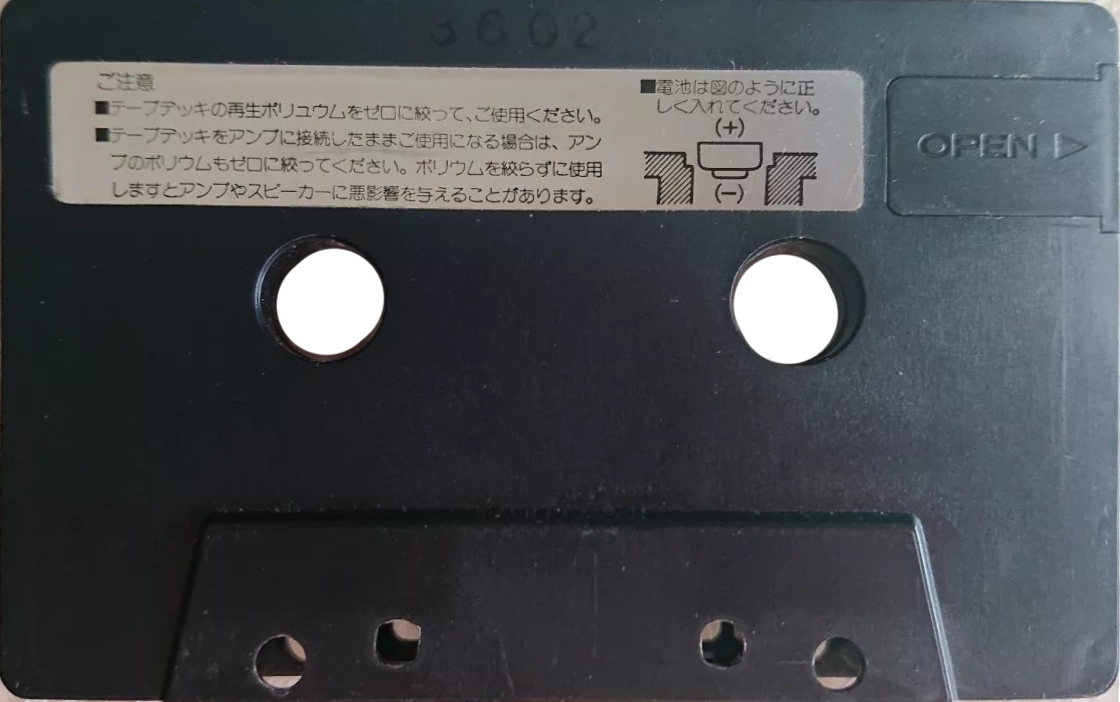 3602
ご注意
■テープデッキの再生ボリュウムをゼロに絞って、ご使用ください。
■テープデッキをアンプに接続したままご使用になる場合は、アン
プのボリウムもゼロに絞ってください。ボリウムを絞らずに使用
しますとアンプやスピーカーに悪影響を与えることがあります。
■電池は図のように正
しく入れてください。
(+)
(−)
OPEN ▷